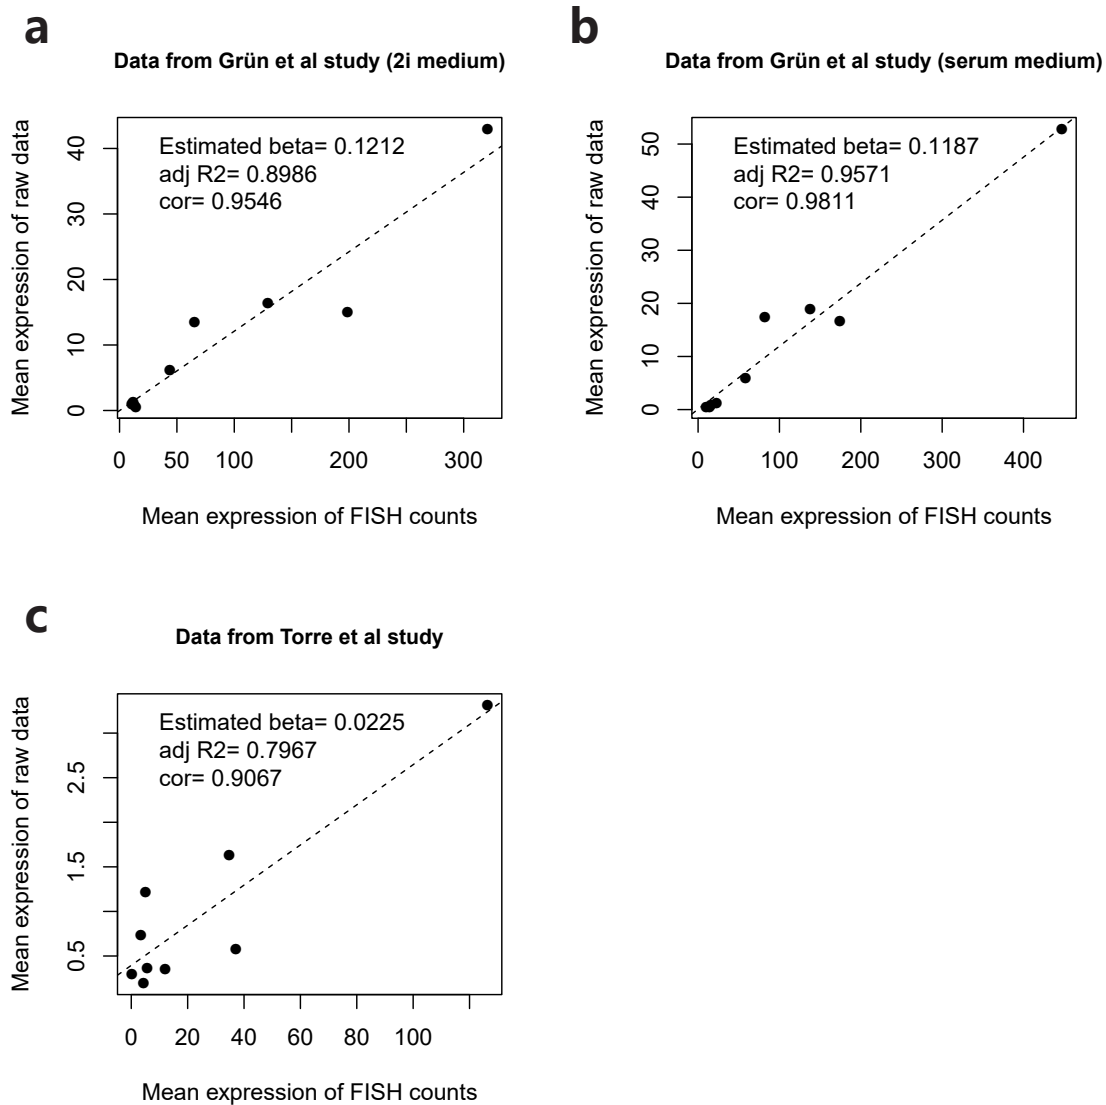 a
Data from Grün et al study (2i medium)
Mean expression of raw data
40
30
20
10
0
Estimated beta= 0.1212
adj R2= 0.8986
cor= 0.9546
0 50 100 200 300
Mean expression of FISH counts
b
Data from Grün et al study (serum medium)
Mean expression of raw data
50
40
30
20
10
0
Estimated beta= 0.1187
adj R2= 0.9571
cor= 0.9811
0 100 200 300 400
Mean expression of FISH counts
c
Data from Torre et al study
Mean expression of raw data
2.5
1.5
0.5
Estimated beta= 0.0225
adj R2= 0.7967
cor= 0.9067
0 20 40 60 80 100
Mean expression of FISH counts